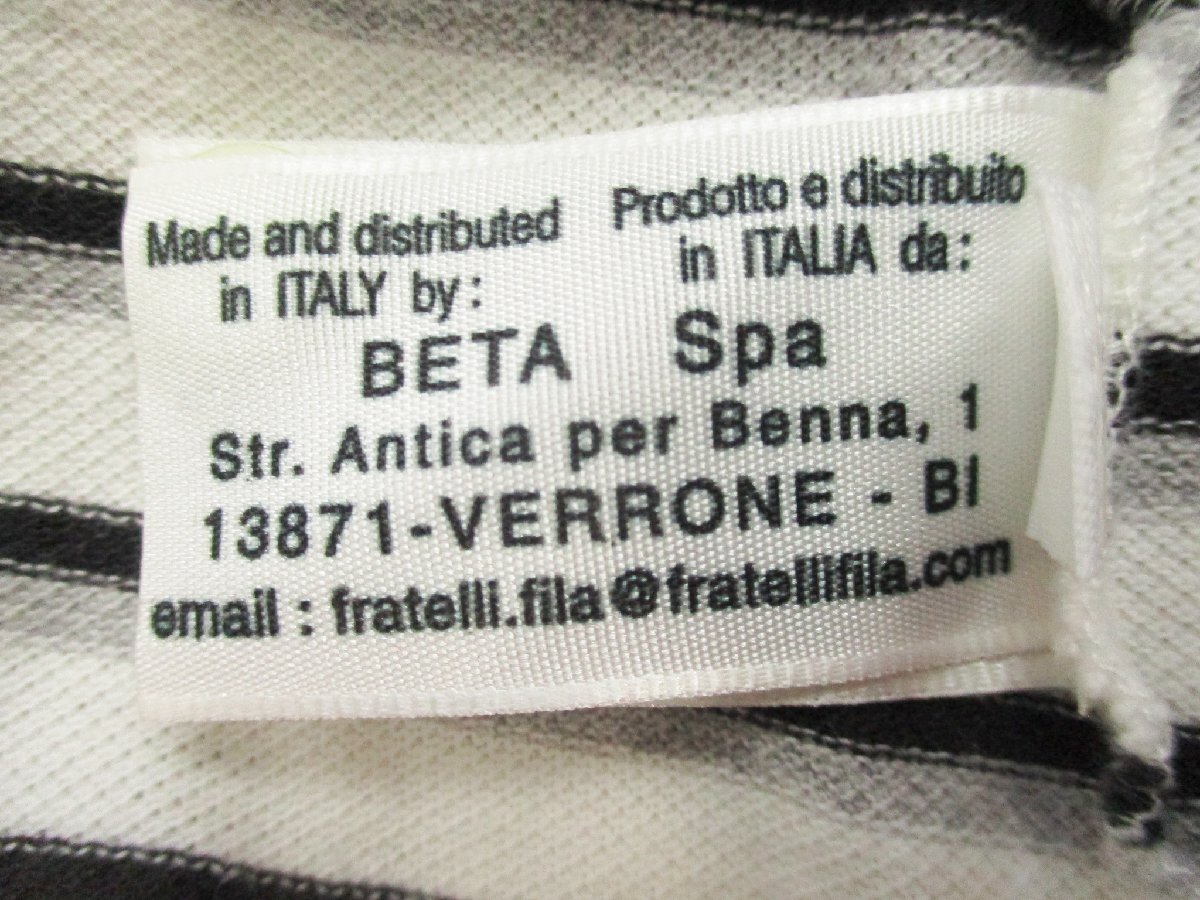 Made and distributed Prodotto e distribuito
in ITALY by: in ITALIA da:
BETA Spa
Str. Antica per Benna, 1
13871-VERRONE - BI
email : fratelli.fila@fratellifila.com